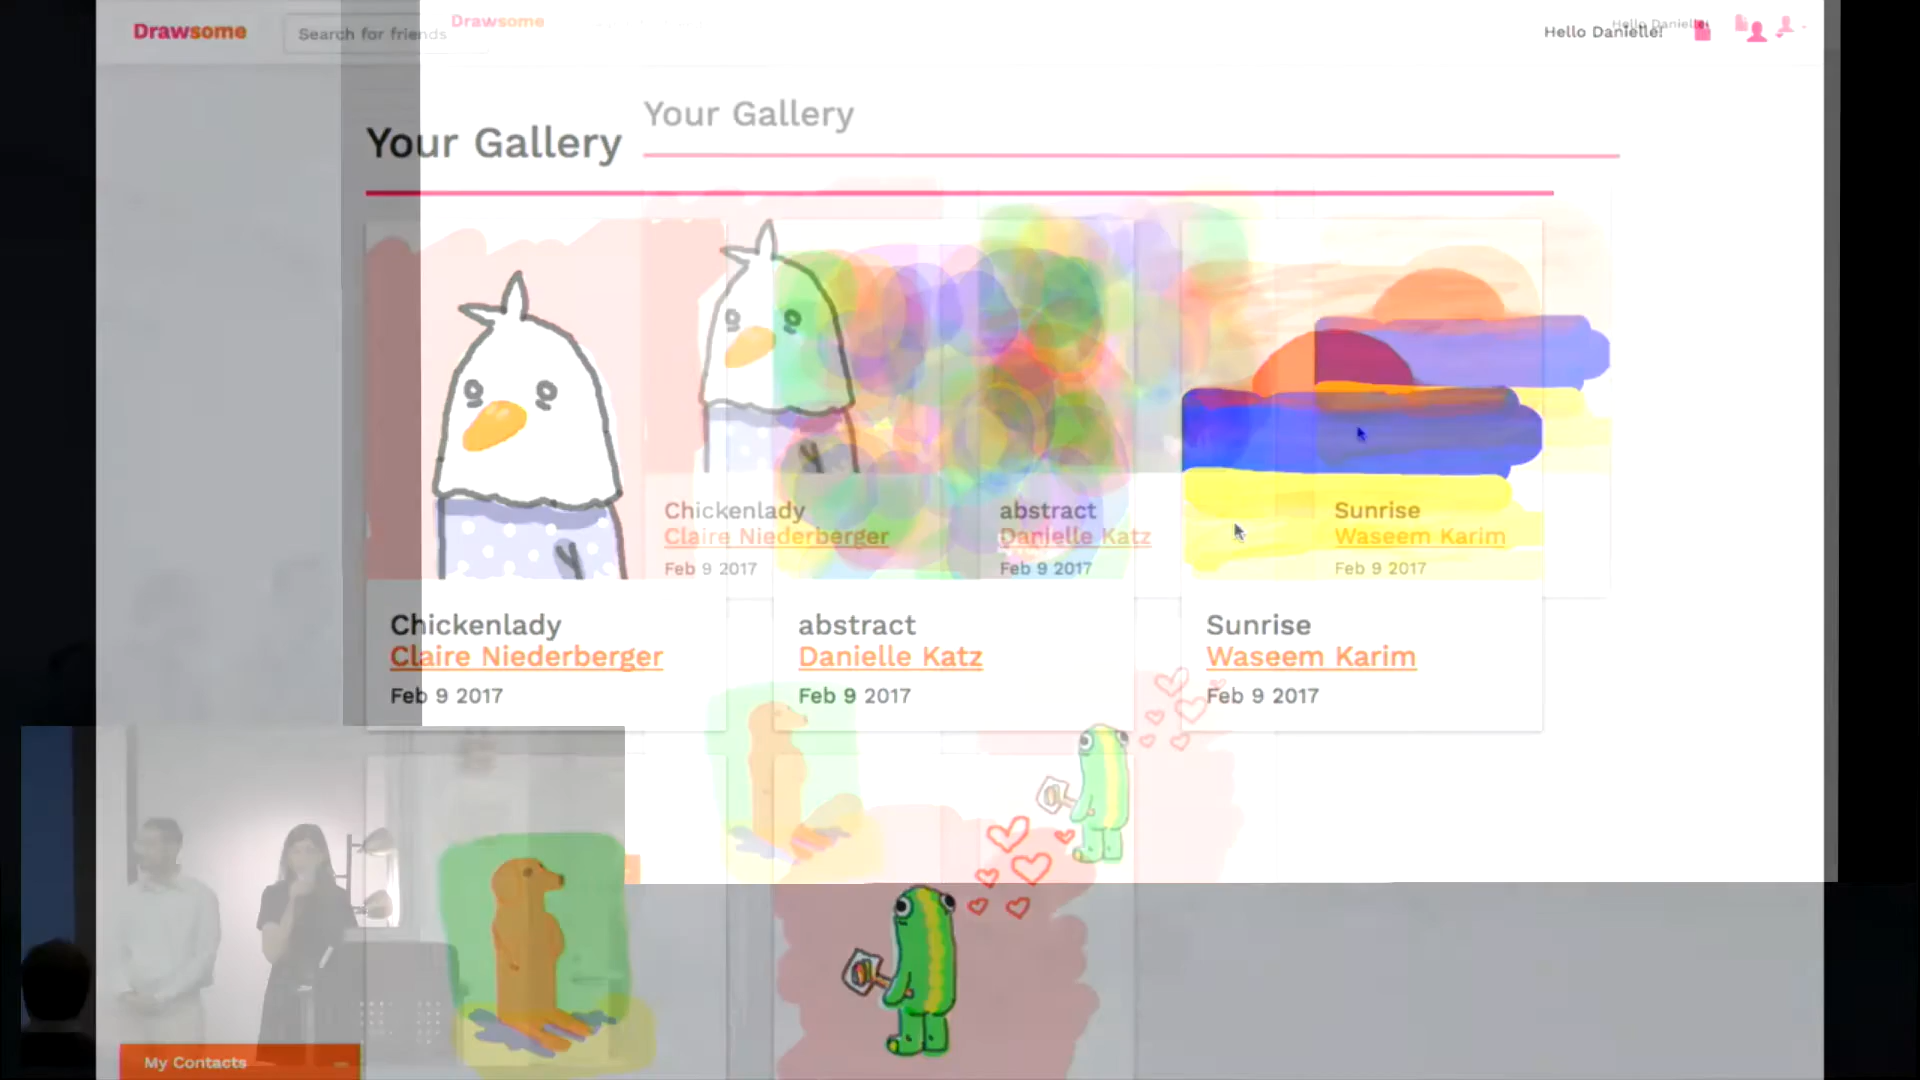 Drawsome
Search for friends
Drawsome
Hello Danielle!
Hello Danielle!
Your Gallery
Your Gallery
Chickenlady
Claire Niederberger
Feb 9 2017
abstract
Danielle Katz
Feb 9 2017
Sunrise
Waseem Karim
Feb 9 2017
Chickenlady
Claire Niederberger
Feb 9 2017
abstract
Danielle Katz
Feb 9 2017
Sunrise
Waseem Karim
Feb 9 2017
My Contacts